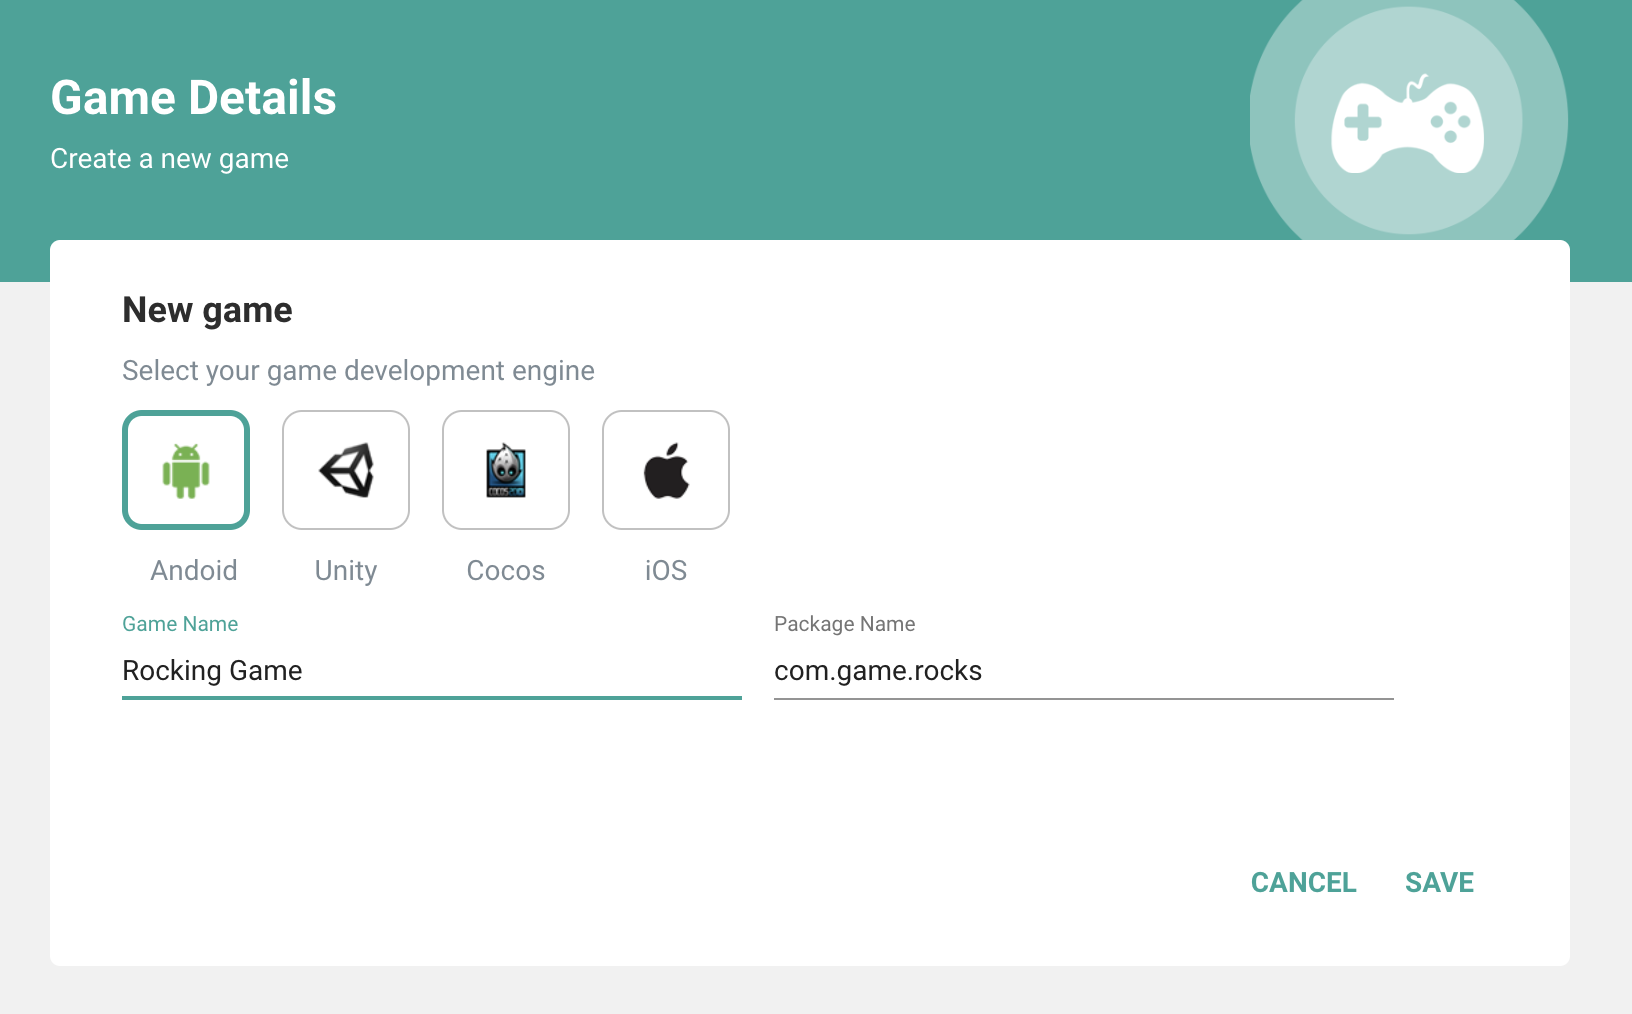 Game Details
Create a new game
New game
Select your game development engine
Andoid Unity Cocos iOS
Game Name Package Name
Rocking Game com.game.rocks
CANCEL SAVE